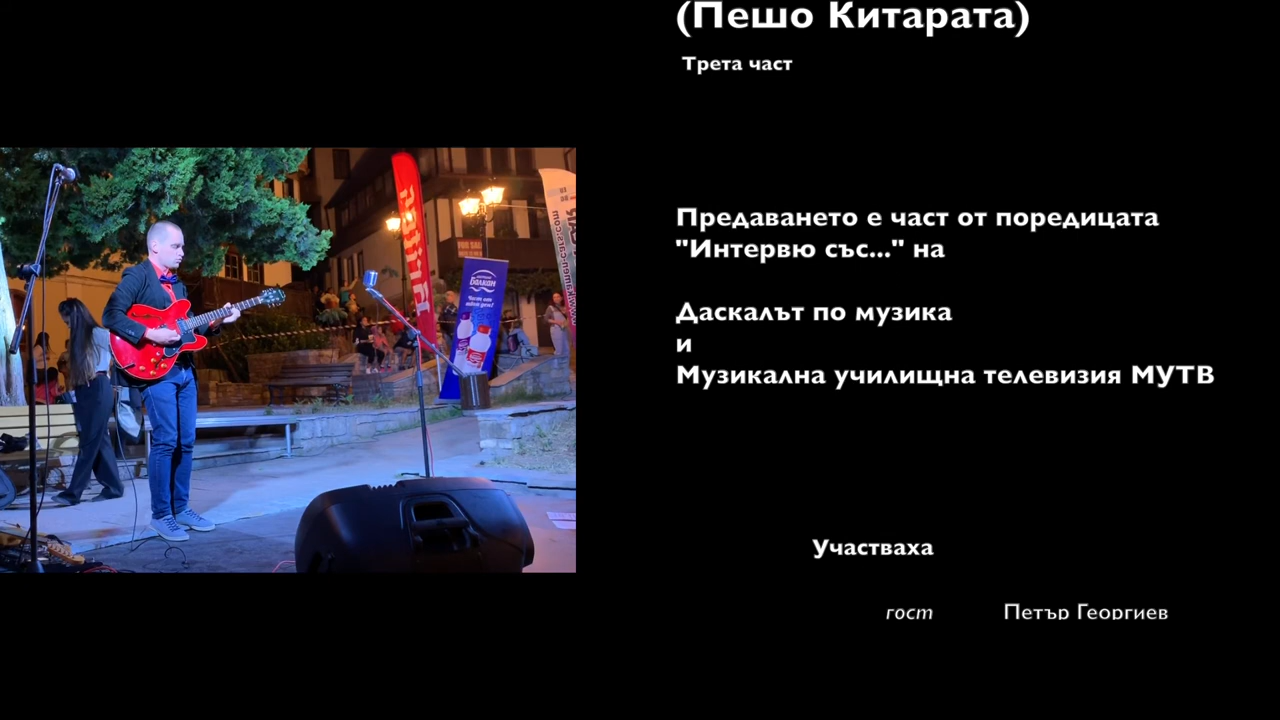 (Пешо Китарата)
Трета част
Предаването е част от поредицата
"Интервю със..." на
Даскалът по музика
и
Музикална училищна телевизия МУТВ
Участваха
гост Петър Георгиев
Балкан